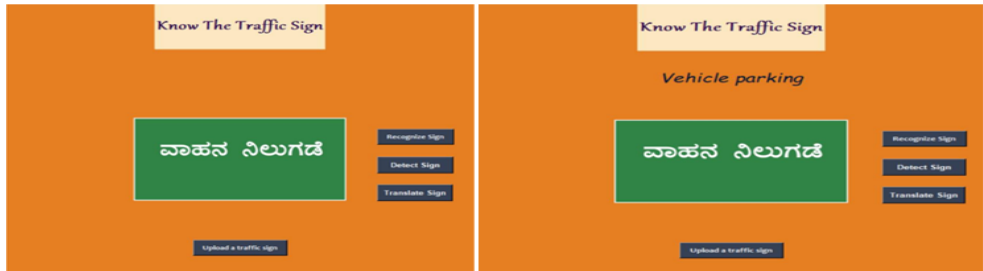 Know The Traffic Sign
ವಾಹನ ನಿಲುಗಡೆ
Recognize Sign
Detect Sign
Translate Sign
Upload a traffic sign
Know The Traffic Sign
Vehicle parking
ವಾಹನ ನಿಲುಗಡೆ
Recognize Sign
Detect Sign
Translate Sign
Upload a traffic sign